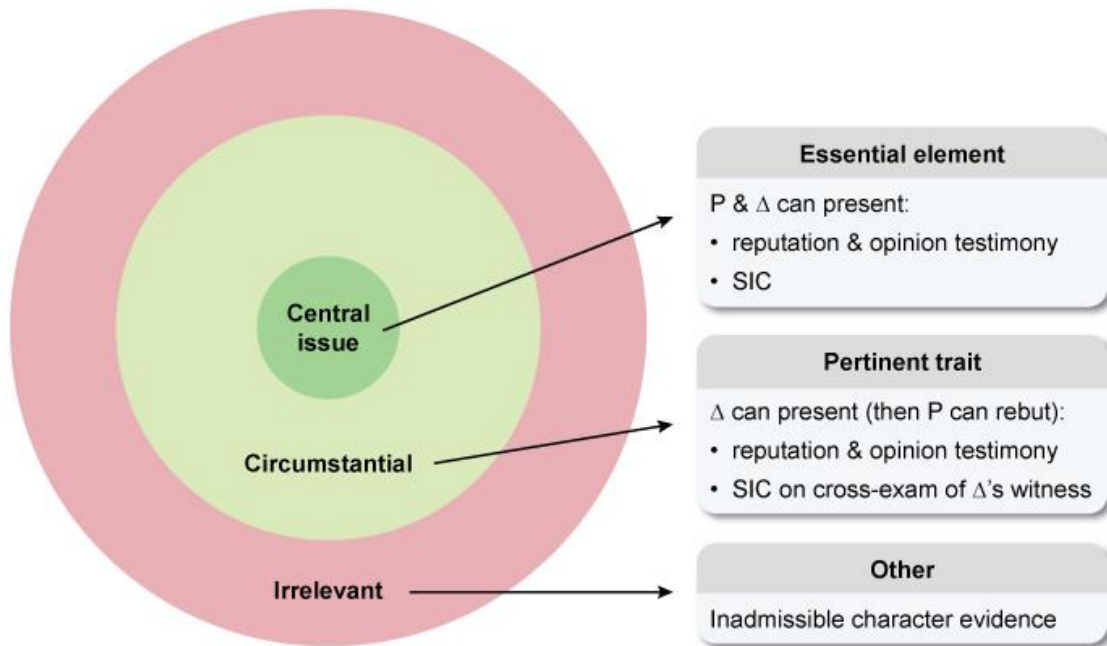 Central
issue
Circumstantial
Irrelevant
Essential element
P & Δ can present:
• reputation & opinion testimony
• SIC
Pertinent trait
Δ can present (then P can rebut):
• reputation & opinion testimony
• SIC on cross-exam of Δ's witness
Other
Inadmissible character evidence